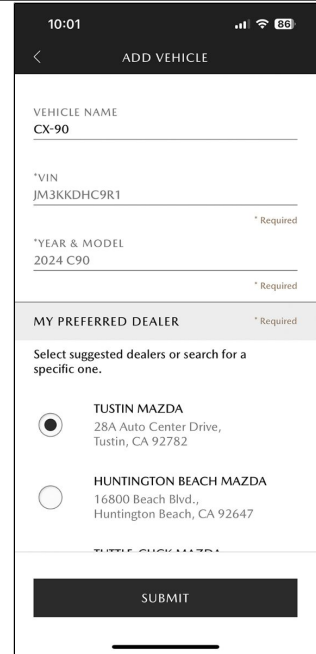 10:01
86
ADD VEHICLE
VEHICLE NAME
CX-90
*VIN
JM3KKDHC9R1
* Required
*YEAR & MODEL
2024 C90
* Required
MY PREFERRED DEALER * Required
Select suggested dealers or search for a
specific one.
TUSTIN MAZDA
28A Auto Center Drive,
Tustin, CA 92782
HUNTINGTON BEACH MAZDA
16800 Beach Blvd.,
Huntington Beach, CA 92647
SUBMIT